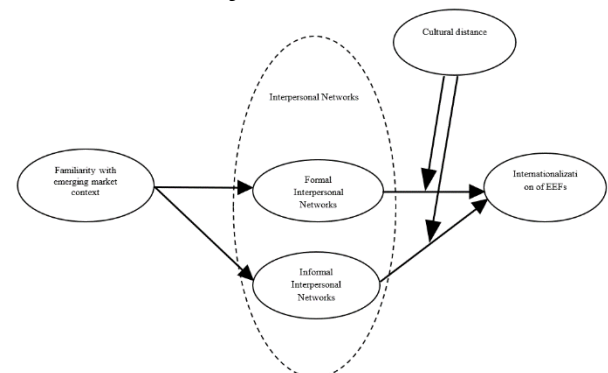 Cultural distance
Interpersonal Networks
Familiarity with
emerging market
context
Formal
Interpersonal
Networks
Internationalizati
on of EEFs
Informal
Interpersonal
Networks